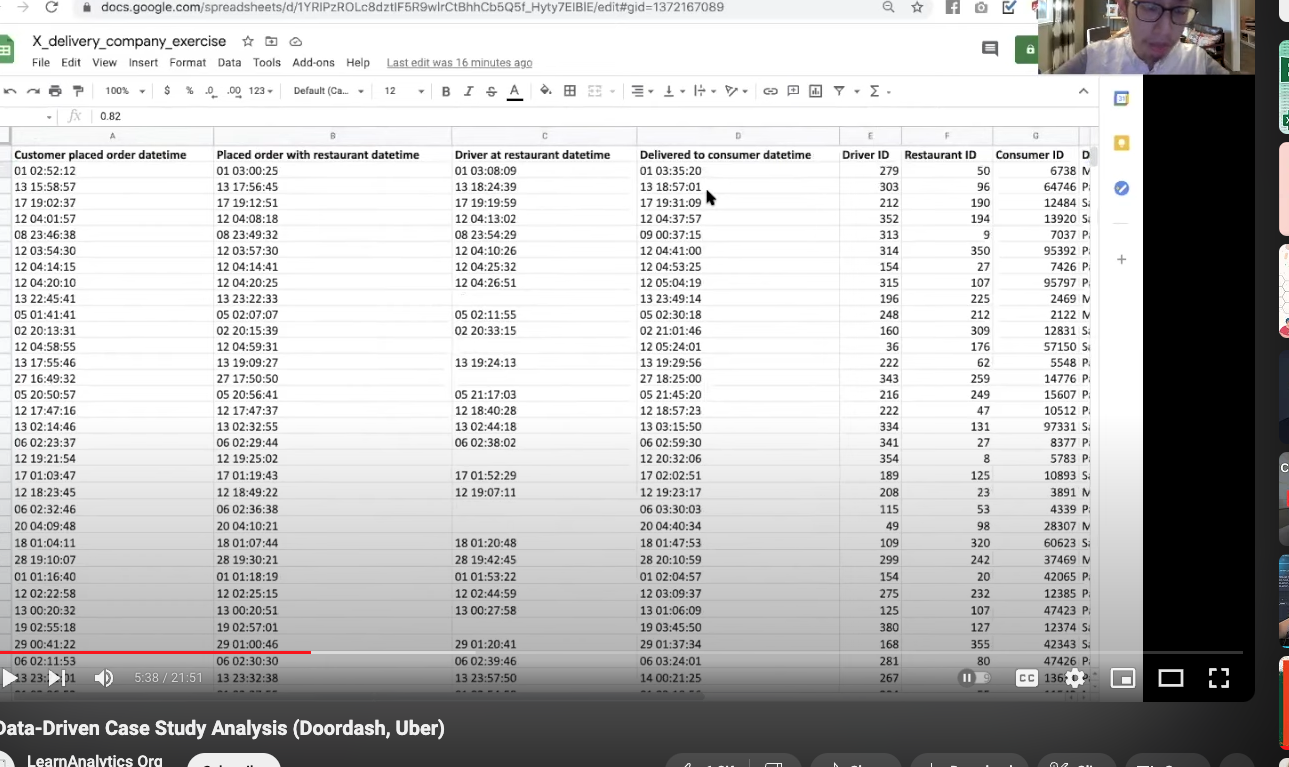 docs.google.com/spreadsheets/d/1YRIPzROLc8dztIF5R9wIrCtBhhCb5Q5f_Hyty7EIBlE/edit#gid=1372167089
X_delivery_company_exercise
File Edit View Insert Format Data Tools Add-ons Help Last edit was 16 minutes ago
100% $ % .0 .00 123 Default (Ca... 12 B I S A
fx 0.82
A B C D E F G
Customer placed order datetime Placed order with restaurant datetime Driver at restaurant datetime Delivered to consumer datetime Driver ID Restaurant ID Consumer ID D
01 02:52:12 01 03:00:25 01 03:08:09 01 03:35:20 279 50 6738 M
13 15:58:57 13 17:56:45 13 18:24:39 13 18:57:01 303 96 64746 Pa
17 19:02:37 17 19:12:51 17 19:19:59 17 19:31:09 212 190 12484 Sa
12 04:01:57 12 04:08:18 12 04:13:02 12 04:37:57 352 194 13920 Sa
08 23:46:38 08 23:49:32 08 23:54:29 09 00:37:15 313 9 7037 Pa
12 03:54:30 12 03:57:30 12 04:10:26 12 04:41:00 314 350 95392 Pa
12 04:14:15 12 04:14:41 12 04:25:32 12 04:53:25 154 27 7426 Pa
12 04:20:10 12 04:20:25 12 04:26:51 12 05:04:19 315 107 95797 Pa
13 22:45:41 13 23:22:33 13 23:49:14 196 225 2469 M
05 01:41:41 05 02:07:07 05 02:11:55 05 02:30:18 248 212 2122 M
02 20:13:31 02 20:15:39 02 20:33:15 02 21:01:46 160 309 12831 Sa
12 04:58:55 12 04:59:31 12 05:24:01 36 176 57150 Sa
13 17:55:46 13 19:09:27 13 19:24:13 13 19:29:56 222 62 5548 Pa
27 16:49:32 27 17:50:50 27 18:25:00 343 259 14776 Pa
05 20:50:57 05 20:56:41 05 21:17:03 05 21:45:20 216 249 15607 Pa
12 17:47:16 12 17:47:37 12 18:40:28 12 18:57:23 222 47 10512 Pa
13 02:14:46 13 02:32:55 13 02:44:18 13 03:15:50 334 131 97331 Sa
06 02:23:37 06 02:29:44 06 02:38:02 06 02:59:30 341 27 8377 Pa
12 19:21:54 12 19:25:02 12 20:32:06 354 8 5783 Pa
17 01:03:47 17 01:19:43 17 01:52:29 17 02:02:51 189 125 10893 Sa
12 18:23:45 12 18:49:22 12 19:07:11 12 19:23:17 208 23 3891 M
06 02:32:46 06 02:36:38 06 03:30:03 115 53 4339 Pa
20 04:09:48 20 04:10:21 20 04:40:34 49 98 28307 M
18 01:04:11 18 01:07:44 18 01:20:48 18 01:47:53 109 320 60623 Sa
28 19:10:07 28 19:30:21 28 19:42:45 28 20:10:59 299 242 37469 M
01 01:16:40 01 01:18:19 01 01:53:22 01 02:04:57 154 20 42065 Pa
12 02:22:58 12 02:25:15 12 02:44:59 12 03:09:37 275 232 12385 Pa
13 00:20:32 13 00:20:51 13 00:27:58 13 01:06:09 125 107 47423 Pa
19 02:55:18 19 02:57:01 19 03:45:50 380 127 12374 Sa
29 00:41:22 29 01:00:46 29 01:20:41 29 01:37:34 168 355 42343 Sa
06 02:11:53 06 02:30:30 06 02:39:46 06 03:24:01 281 80 47426 Pa
13 23:32:38 13 23:57:50 14 00:21:25 267
5:38 / 21:51 CC
Data-Driven Case Study Analysis (Doordash, Uber)
LearnAnalytics Org